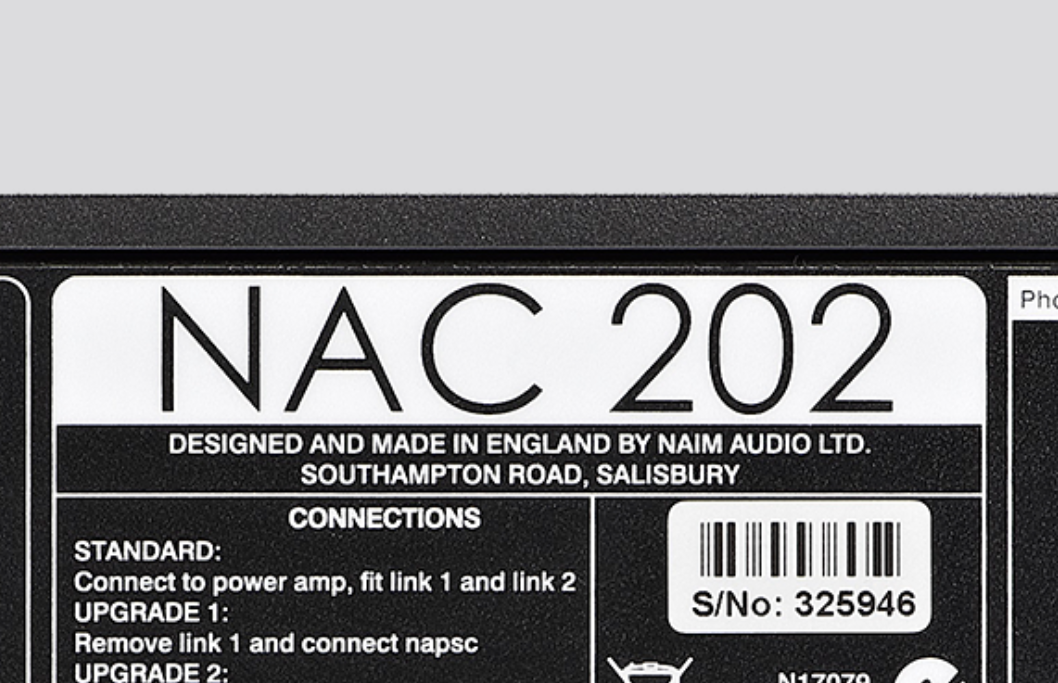 NAC 202
DESIGNED AND MADE IN ENGLAND BY NAIM AUDIO LTD.
SOUTHAMPTON ROAD, SALISBURY
CONNECTIONS
STANDARD:
Connect to power amp, fit link 1 and link 2
UPGRADE 1:
Remove link 1 and connect napsc
UPGRADE 2:
S/No: 325946
N17079
Pho